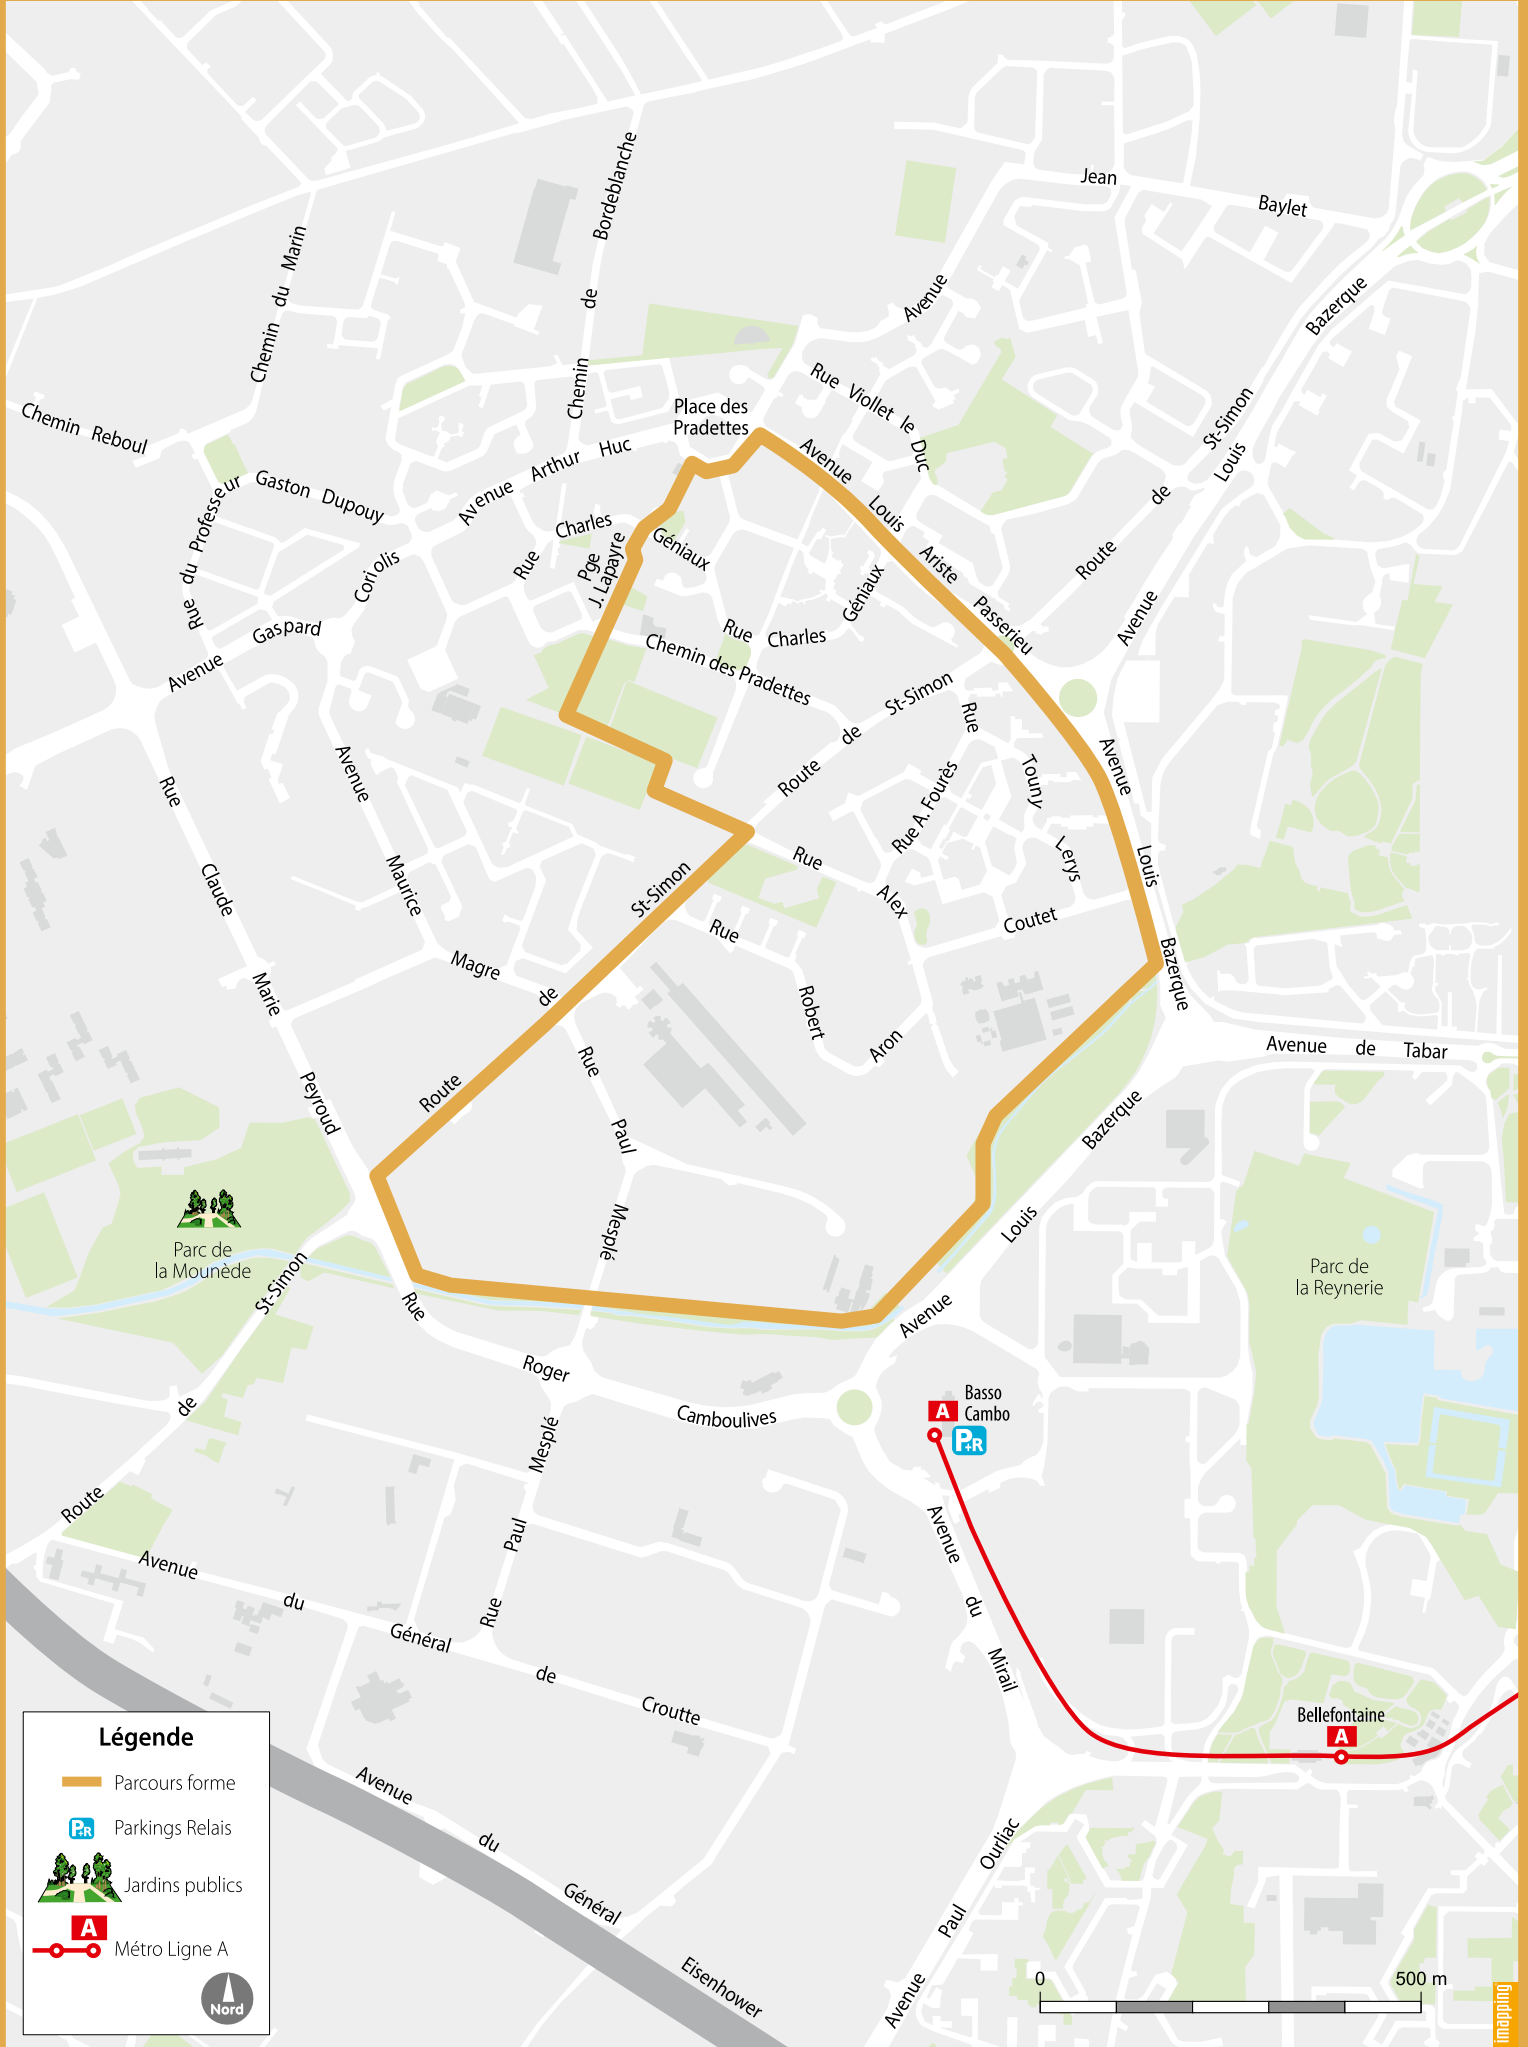 Jean
Baylet
Chemin de Bordeblanche
Chemin du Marin
Avenue
Bazerque
Chemin Reboul
Rue Viollet le Duc
Place des
Pradettes
St-Simon
Louis
Avenue Arthur Huc
Avenue Louis Ariste Passerieu
Rue du Professeur Gaston Dupouy
de
Charles
Géniaux
Rue
Pge
J. Lapayre
Route
Coriolis
Géniaux
Avenue
Rue Charles
Gaspard
Avenue
Chemin des Pradettes
St-Simon
de
Route
Rue
Touny
Lerys
Avenue
Louis
Bazerque
Avenue
Maurice
Magre
Rue A. Fourès
Rue
Claude
Marie
Peyroud
Rue
Alex
Coutet
St-Simon
de
Route
Rue
Robert
Aron
Avenue de Tabar
Rue
Paul
Mesplé
Bazerque
Louis
Avenue
Parc de
la Mounède
Parc de
la Reynerie
St-Simon
de
Route
Rue
Roger
Camboulives
Basso
Cambo
A
P+R
Mesplé
Paul
Rue
Avenue
du
Mirail
Avenue
du
Général
de
Croutte
Bellefontaine
A
Légende
Parcours forme
P+R
Parkings Relais
Jardins publics
A
Métro Ligne A
Nord
Avenue
du
Général
Eisenhower
Ourliac
Paul
Avenue
0
500 m
imapping